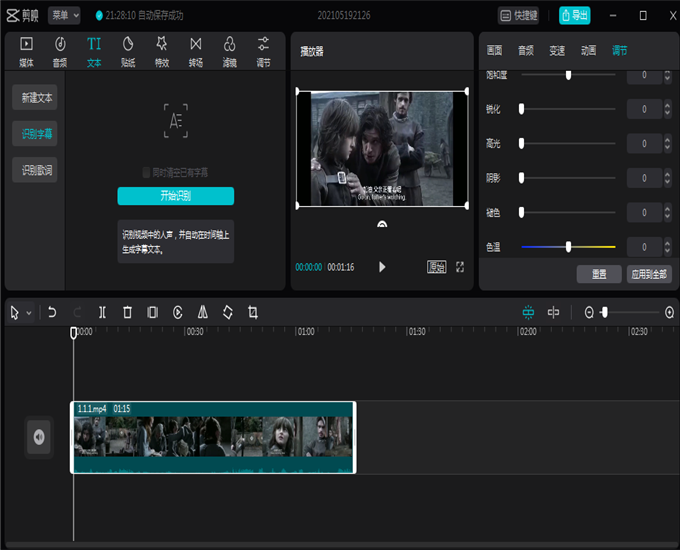 剪映
菜单
21:28:10 自动保存成功
202105192126
快捷键
导出
媒体
音频
TI
文本
贴纸
特效
转场
滤镜
调节
新建文本
识别字幕
识别歌词
同时清空已有字幕
开始识别
识别视频中的人声，并自动在时间轴上
生成字幕文本。
播放器
Go on, father's watching.
00:00:00
00:01:16
原始
画面
音频
变速
动画
调节
饱和度
0
锐化
0
高光
0
阴影
0
褪色
0
色温
0
重置
应用到全部
00:00
00:30
01:00
01:30
02:00
02:30
1.1.1.mp4
01:15